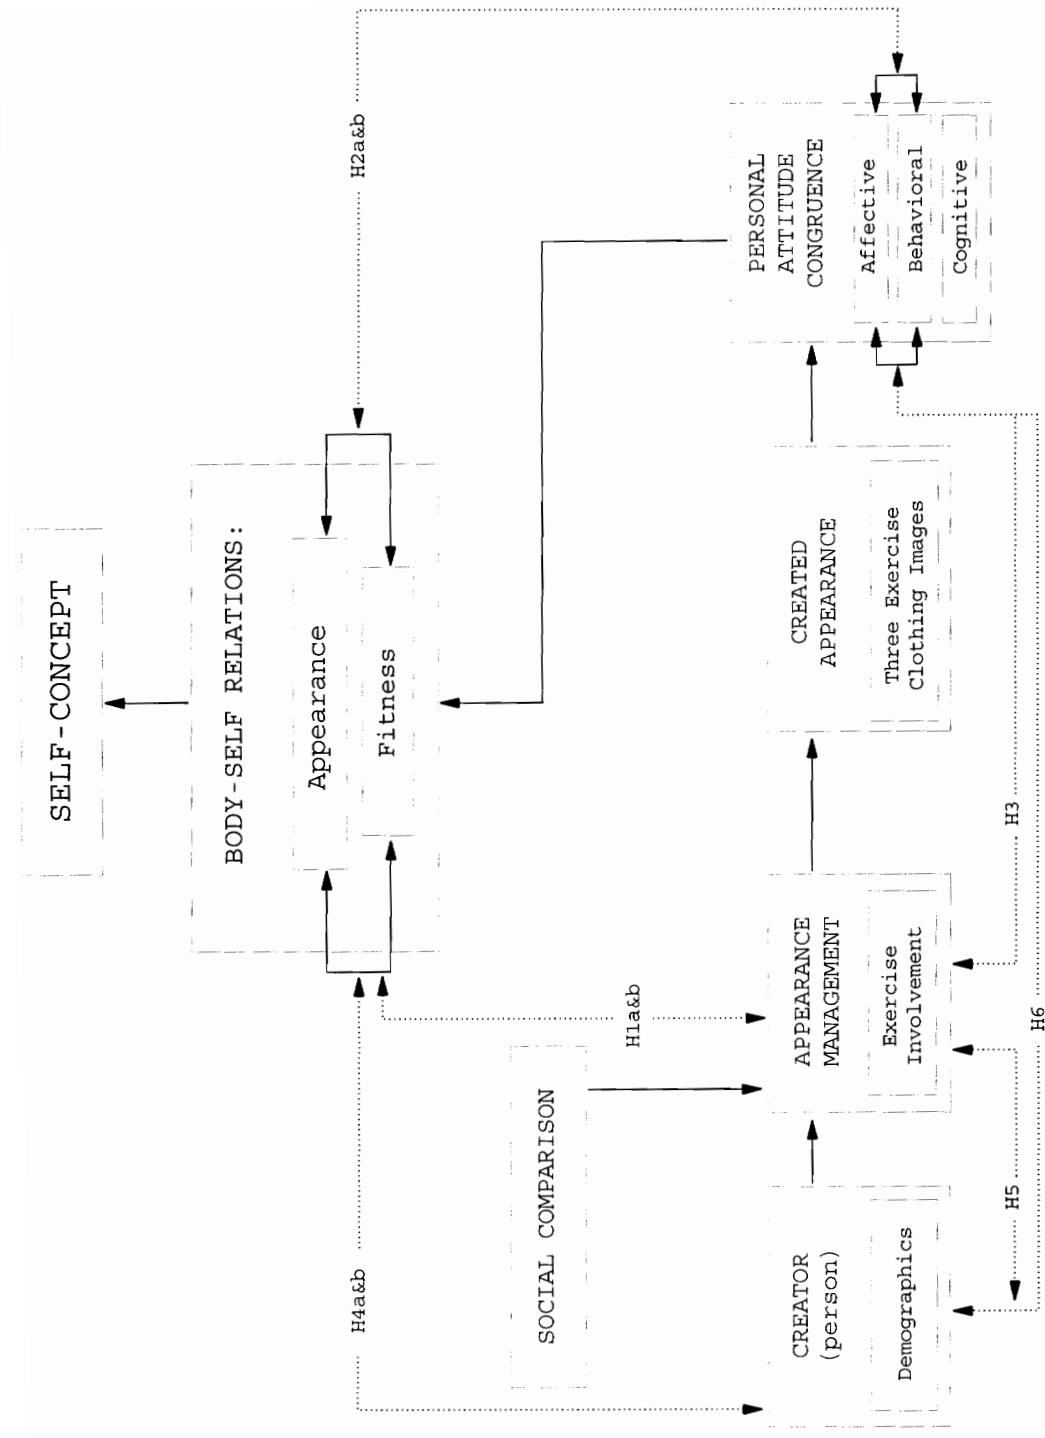 SELF-CONCEPT
BODY-SELF RELATIONS:
Appearance
Fitness
H4a&b
H2a&b
SOCIAL COMPARISON
H1a&b
CREATOR
(person)
Demographics
APPEARANCE
MANAGEMENT
Exercise
Involvement
CREATED
APPEARANCE
Three Exercise
Clothing Images
PERSONAL
ATTITUDE
CONGRUENCE
Affective
Behavioral
Cognitive
H5
H3
H6